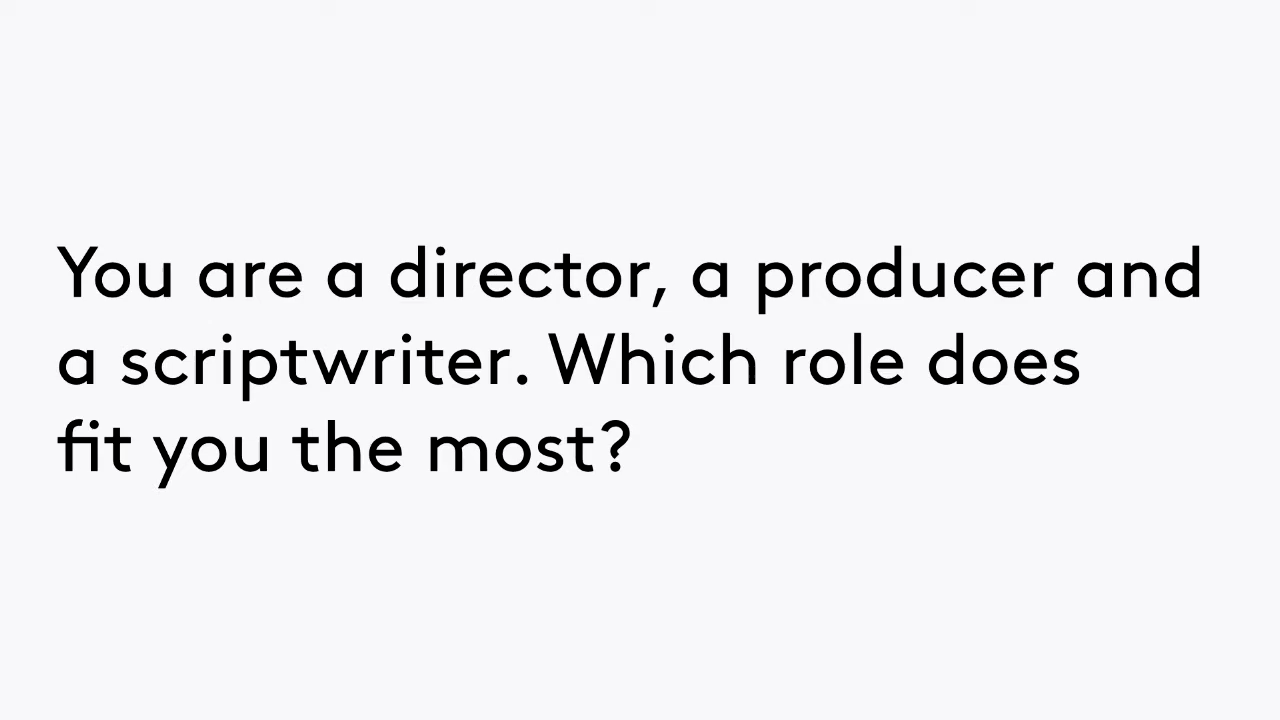 You are a director, a producer and
a scriptwriter. Which role does
fit you the most?